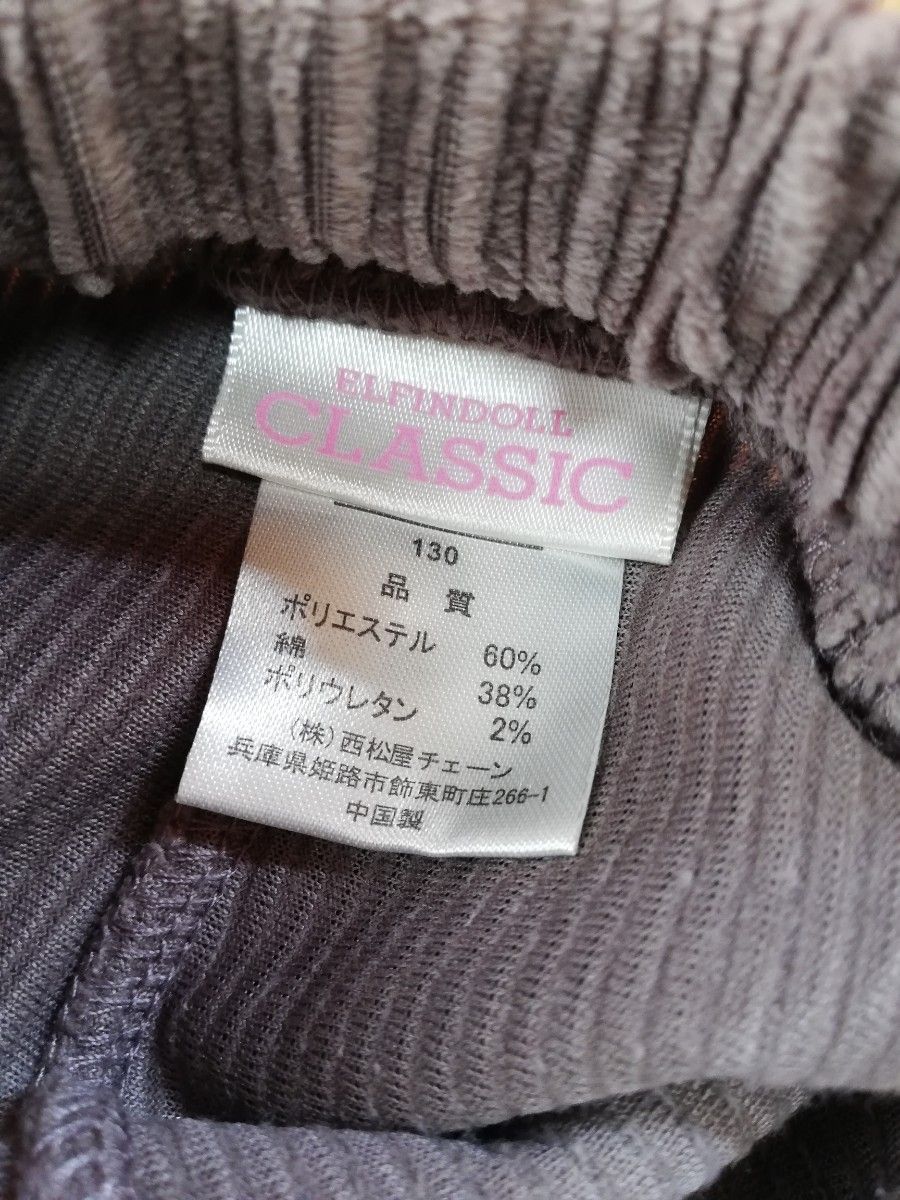 ELFINDOLL
CLASSIC
130
品 質
ポリエステル 60%
綿 38%
ポリウレタン 2%
(株)西松屋チェーン
兵庫県姫路市飾東町庄266-1
中国製